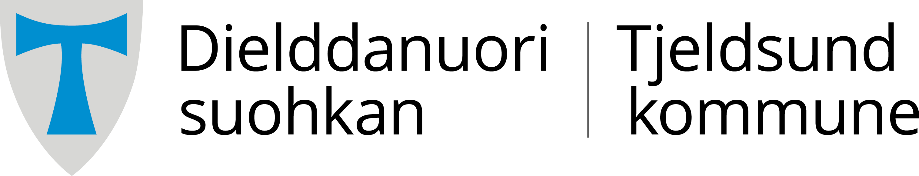 Dielddanuori
suohkan
Tjeldsund
kommune